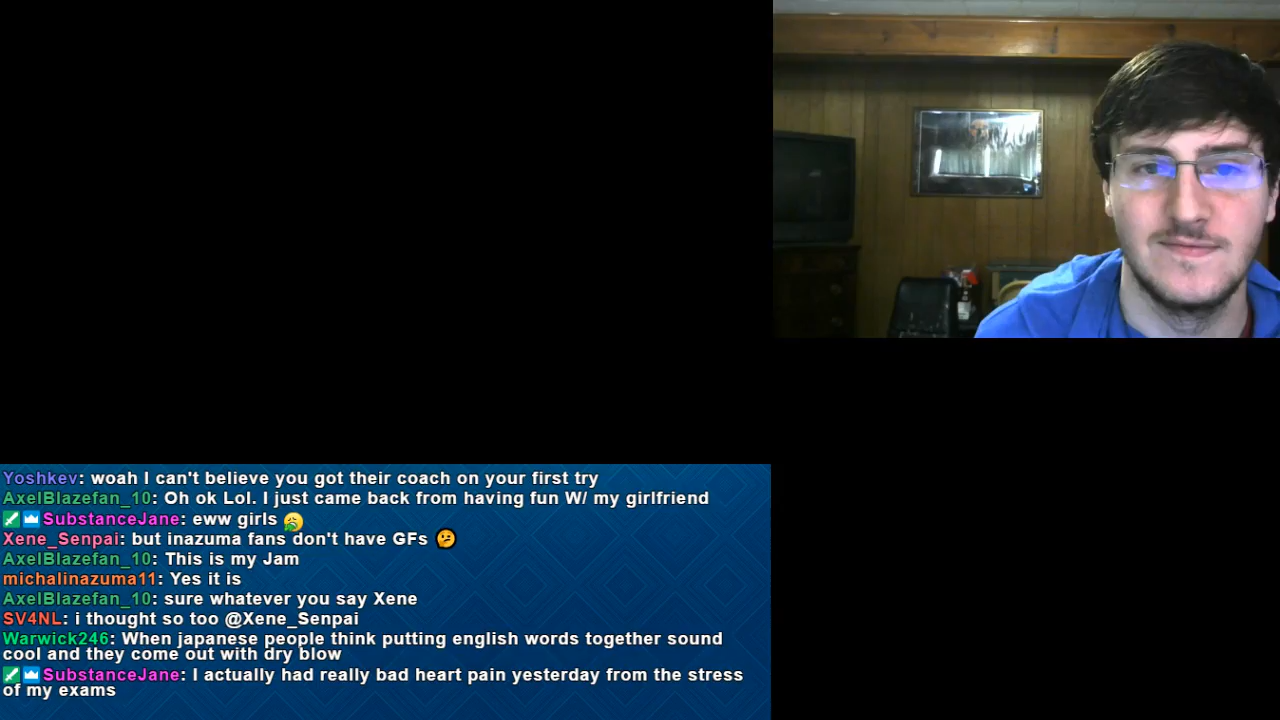 Yoshkev: woah I can't believe you got their coach on your first try
AxelBlazefan_10: Oh ok Lol. I just came back from having fun W/ my girlfriend
SubstanceJane: eww girls
Xene_Senpai: but inazuma fans don't have GFs
AxelBlazefan_10: This is my Jam
michalinazuma11: Yes it is
AxelBlazefan_10: sure whatever you say Xene
SV4NL: i thought so too @Xene_Senpai
Warwick246: When japanese people think putting english words together sound
cool and they come out with dry blow
SubstanceJane: I actually had really bad heart pain yesterday from the stress
of my exams